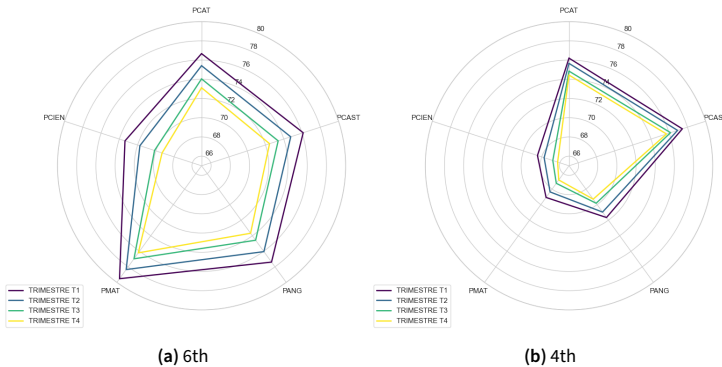 PCAT
80
78
76
74
72
70
68
66
PCIEN
PCAST
PMAT
PANG
TRIMESTRE T1
TRIMESTRE T2
TRIMESTRE T3
TRIMESTRE T4
(a) 6th
PCAT
80
78
76
74
72
70
68
66
PCIEN
PCAS
PMAT
PANG
TRIMESTRE T1
TRIMESTRE T2
TRIMESTRE T3
TRIMESTRE T4
(b) 4th